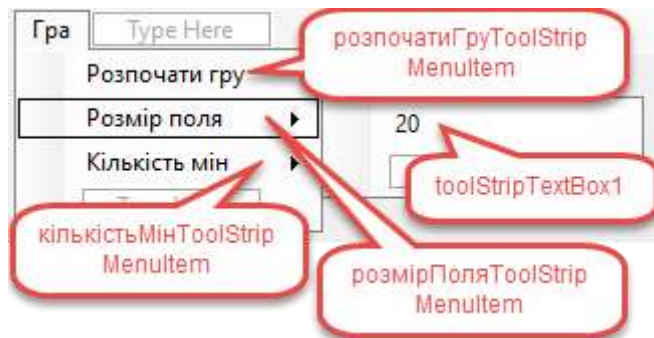 Гра
Type Here
розпочатиГруToolStrip
MenuItem
Розпочати гру
Розмір поля
20
Кількість мін
toolStripTextBox1
кількістьМінToolStrip
MenuItem
розмірПоляToolStrip
MenuItem